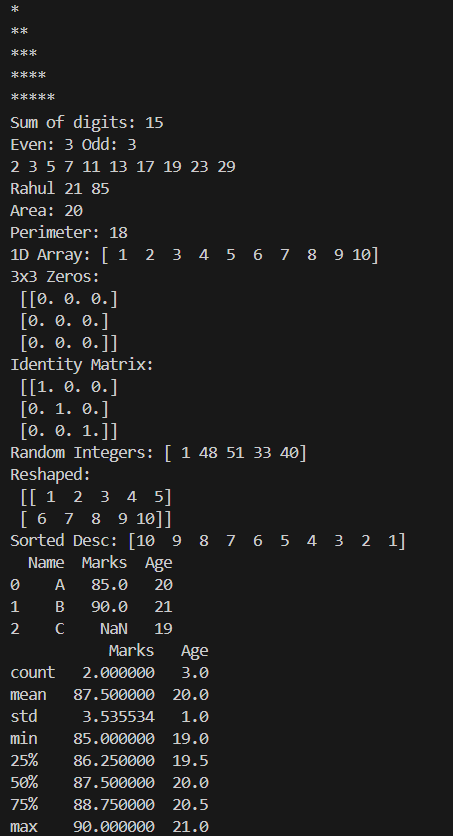 *
**
***
****
*****
Sum of digits: 15
Even: 3 Odd: 3
2 3 5 7 11 13 17 19 23 29
Rahul 21 85
Area: 20
Perimeter: 18
1D Array: [ 1  2  3  4  5  6  7  8  9 10]
3x3 Zeros:
 [[0. 0. 0.]
 [0. 0. 0.]
 [0. 0. 0.]]
Identity Matrix:
 [[1. 0. 0.]
 [0. 1. 0.]
 [0. 0. 1.]]
Random Integers: [ 1 48 51 33 40]
Reshaped:
 [[ 1  2  3  4  5]
 [ 6  7  8  9 10]]
Sorted Desc: [10  9  8  7  6  5  4  3  2  1]
  Name  Marks  Age
0    A   85.0   20
1    B   90.0   21
2    C    NaN   19
           Marks   Age
count   2.000000   3.0
mean   87.500000  20.0
std     3.535534   1.0
min    85.000000  19.0
25%    86.250000  19.5
50%    87.500000  20.0
75%    88.750000  20.5
max    90.000000  21.0